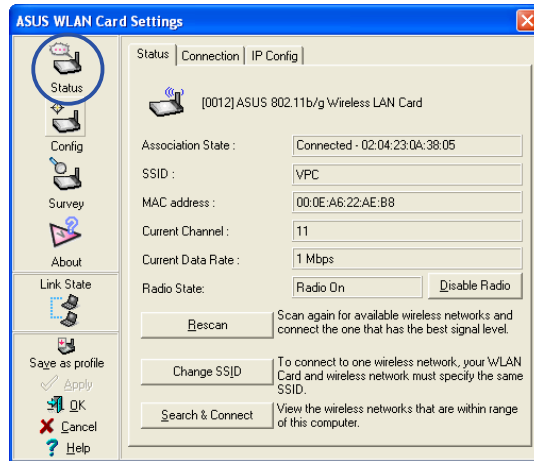 ASUS WLAN Card Settings
Status
Config
Survey
About
Link State
Save as profile
Apply
OK
Cancel
Help
Status
Connection
IP Config
[0012] ASUS 802.11b/g Wireless LAN Card
Association State :
Connected - 02:04:23:0A:38:05
SSID :
VPC
MAC address :
00:0E:A6:22:AE:B8
Current Channel :
11
Current Data Rate :
1 Mbps
Radio State:
Radio On
Disable Radio
Rescan
Scan again for available wireless networks and
connect the one that has the best signal level.
Change SSID
To connect to one wireless network, your WLAN
Card and wireless network must specify the same
SSID.
Search & Connect
View the wireless networks that are within range
of this computer.